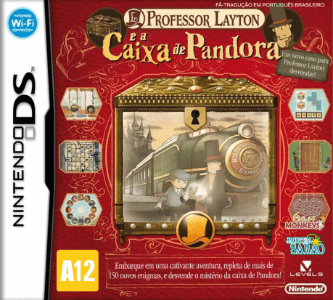 FÃ-TRADUÇÃO EM PORTUGUÊS BRASILEIRO
Nintendo
Wi-Fi
Connection
PROFESSOR LAYTON
e a
Caixa de Pandora
Um novo caso para
Professor Layton
desvendar!
NINTENDO DS
MONKEYS
SABÃO
A12
Embarque em uma cativante aventura, repleta de mais de
150 novos enigmas, e desvende o mistério da caixa de Pandora!
LEVEL5
Nintendo